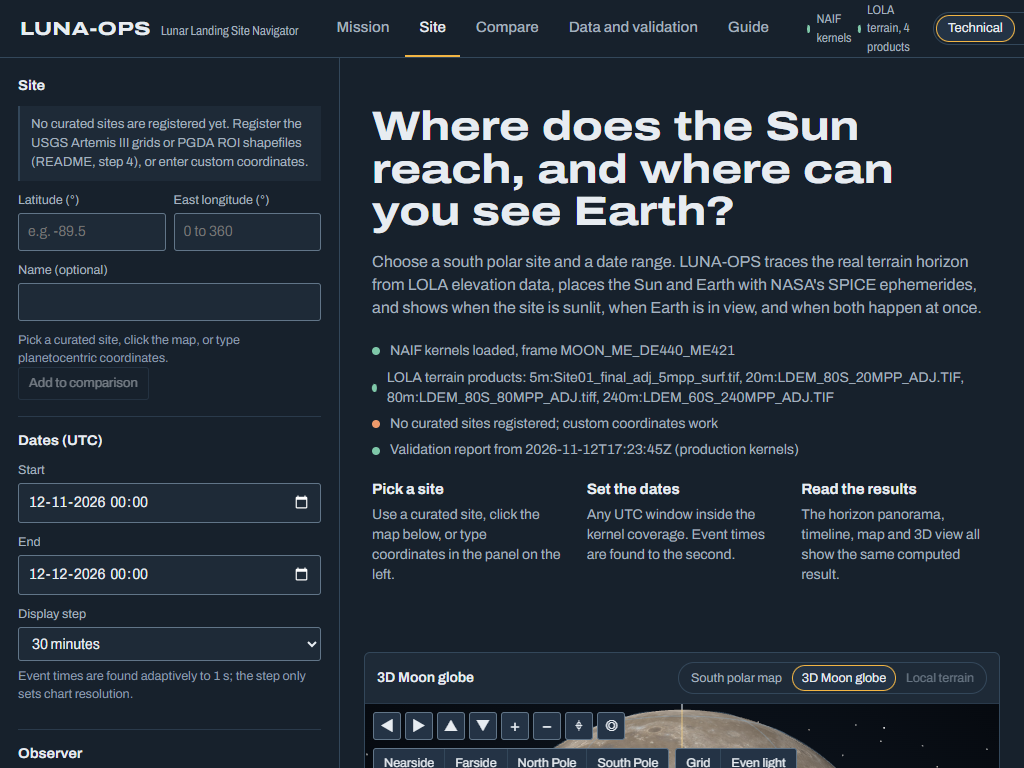 LUNA-OPS Lunar Landing Site Navigator
Mission Site Compare Data and validation Guide
NAIF kernels
LOLA terrain, 4 products
Technical
Site
No curated sites are registered yet. Register the
USGS Artemis III grids or PGDA ROI shapefiles
(README, step 4), or enter custom coordinates.
Latitude (°) East longitude (°)
e.g. -89.5 0 to 360
Name (optional)
Pick a curated site, click the map, or type
planetocentric coordinates.
Add to comparison
Dates (UTC)
Start
12-11-2026 00:00
End
12-12-2026 00:00
Display step
30 minutes
Event times are found adaptively to 1 s; the step only
sets chart resolution.
Observer
Where does the Sun
reach, and where can
you see Earth?
Choose a south polar site and a date range. LUNA-OPS traces the real terrain horizon
from LOLA elevation data, places the Sun and Earth with NASA's SPICE ephemerides,
and shows when the site is sunlit, when Earth is in view, and when both happen at once.
NAIF kernels loaded, frame MOON_ME_DE440_ME421
LOLA terrain products: 5m:Site01_final_adj_5mpp_surf.tif, 20m:LDEM_80S_20MPP_ADJ.TIF,
80m:LDEM_80S_80MPP_ADJ.tiff, 240m:LDEM_60S_240MPP_ADJ.TIF
No curated sites registered; custom coordinates work
Validation report from 2026-11-12T17:23:45Z (production kernels)
Pick a site
Use a curated site, click the
map below, or type
coordinates in the panel on the
left.
Set the dates
Any UTC window inside the
kernel coverage. Event times
are found to the second.
Read the results
The horizon panorama,
timeline, map and 3D view all
show the same computed
result.
3D Moon globe
South polar map 3D Moon globe Local terrain
Nearside Farside North Pole South Pole Grid Even light